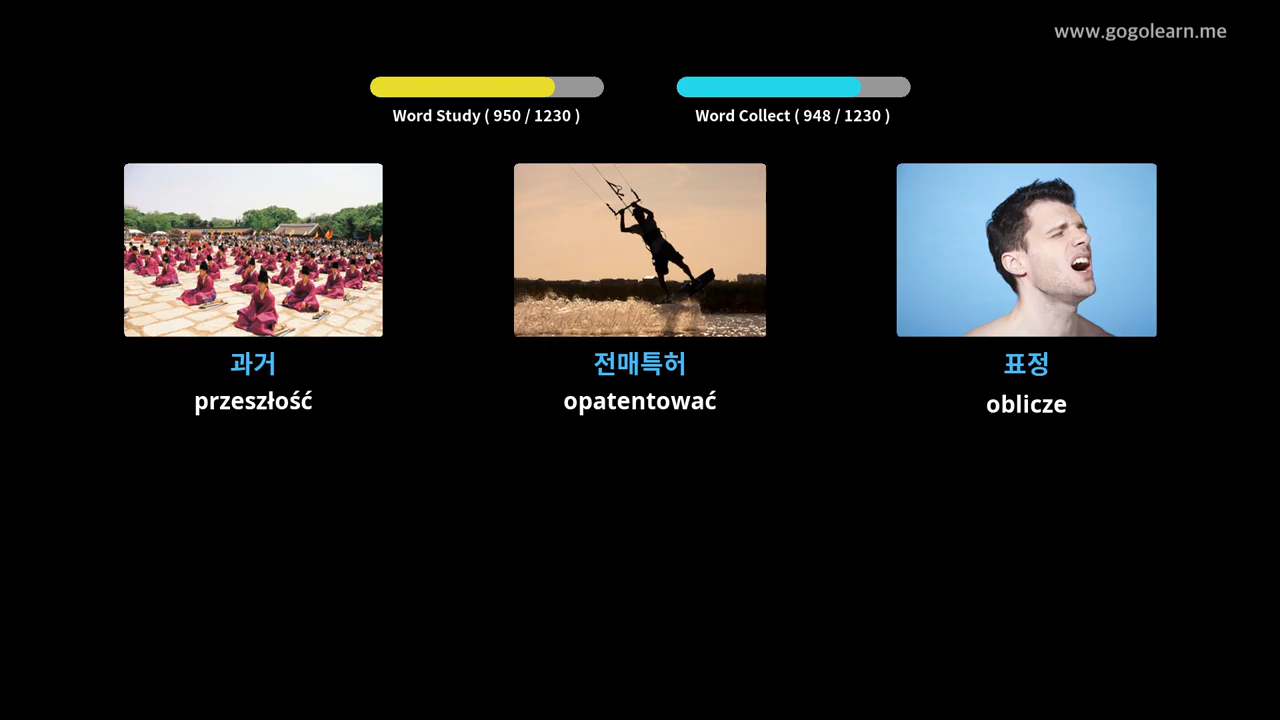 www.gogolearn.me
Word Study ( 950 / 1230 )
Word Collect ( 948 / 1230 )
과거
전매특허
표정
przeszłość
opatentować
oblicze